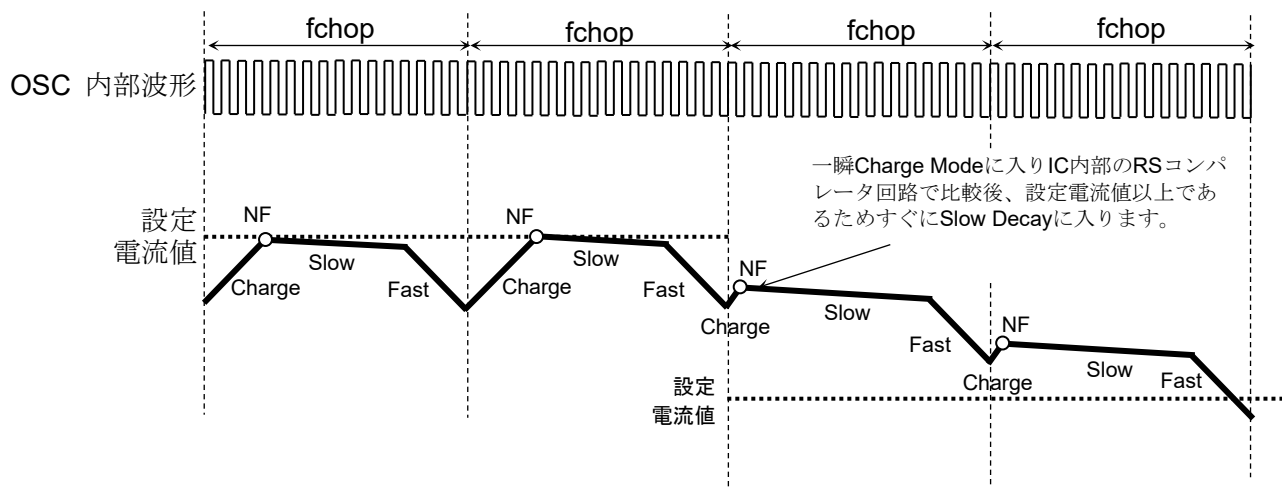 fchop
fchop
fchop
fchop
OSC 内部波形
一瞬Charge Modeに入りIC内部のRSコンパ
レータ回路で比較後、設定電流値以上であ
るためすぐにSlow Decayに入ります。
設定
電流値
NF
Slow
Charge
Fast
NF
Slow
Charge
Fast
NF
Slow
Charge
Fast
NF
Slow
Charge
Fast
設定
電流値